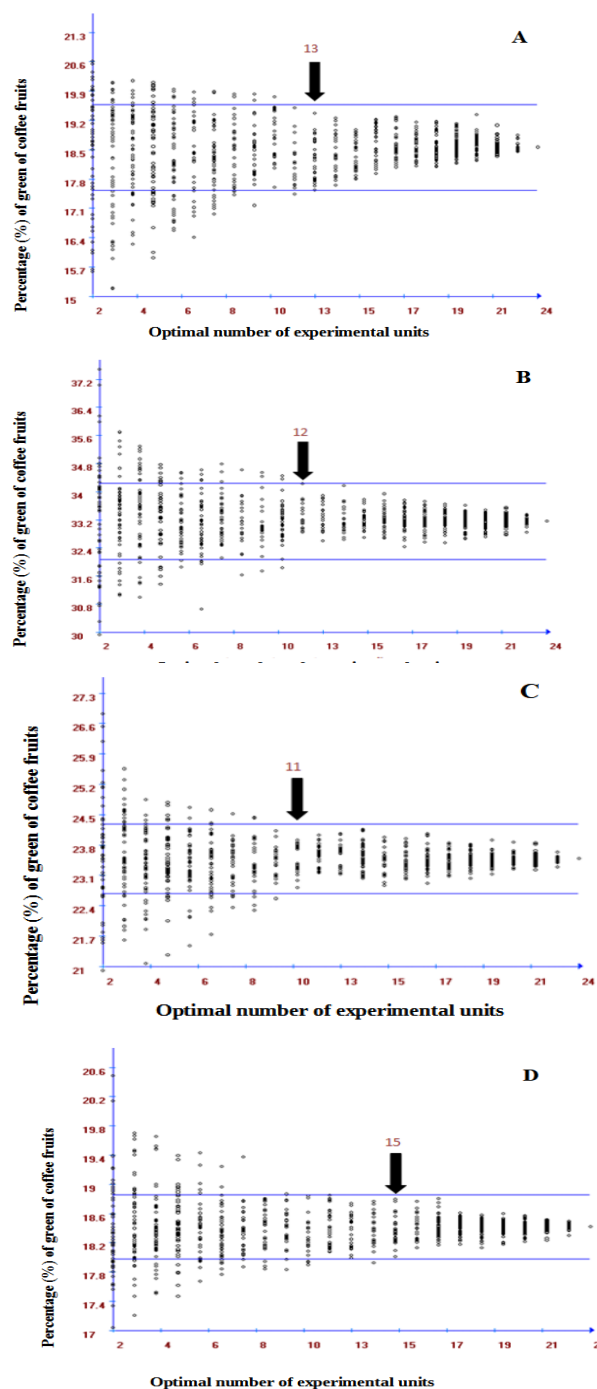 A
13
Percentage (%) of green of coffee fruits
21.3
20.6
19.9
19.2
18.5
17.8
17.1
16.4
15.7
15
2 4 6 8 10 13 15 17 19 21 24
Optimal number of experimental units
B
12
Percentage (%) of green of coffee fruits
37.2
36.4
35.6
34.8
34
33.2
32.4
31.6
30.8
30
2 4 6 8 10 13 15 17 19 21 24
C
11
Percentage (%) of green of coffee fruits
27.3
26.6
25.9
25.2
24.5
23.8
23.1
22.4
21.7
21
2 4 6 8 10 13 15 17 19 21 24
Optimal number of experimental units
D
15
Percentage (%) of green of coffee fruits
20.6
20.2
19.8
19.4
19
18.6
18.2
17.8
17.4
17
2 4 6 8 10 13 15 17 19 21 2
Optimal number of experimental units